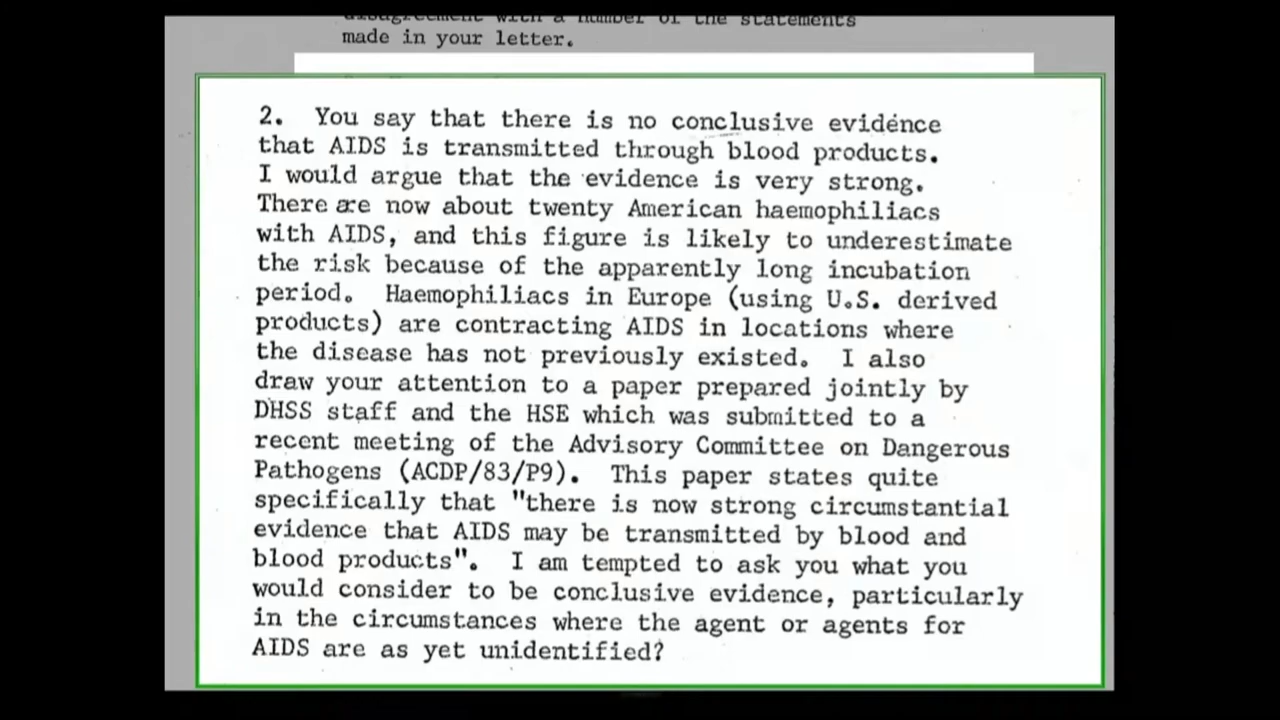 disagreement with a number of the statements
made in your letter.
2. You say that there is no conclusive evidence
that AIDS is transmitted through blood products.
I would argue that the evidence is very strong.
There are now about twenty American haemophiliacs
with AIDS, and this figure is likely to underestimate
the risk because of the apparently long incubation
period. Haemophiliacs in Europe (using U.S. derived
products) are contracting AIDS in locations where
the disease has not previously existed. I also
draw your attention to a paper prepared jointly by
DHSS staff and the HSE which was submitted to a
recent meeting of the Advisory Committee on Dangerous
Pathogens (ACDP/83/P9). This paper states quite
specifically that "there is now strong circumstantial
evidence that AIDS may be transmitted by blood and
blood products". I am tempted to ask you what you
would consider to be conclusive evidence, particularly
in the circumstances where the agent or agents for
AIDS are as yet unidentified?